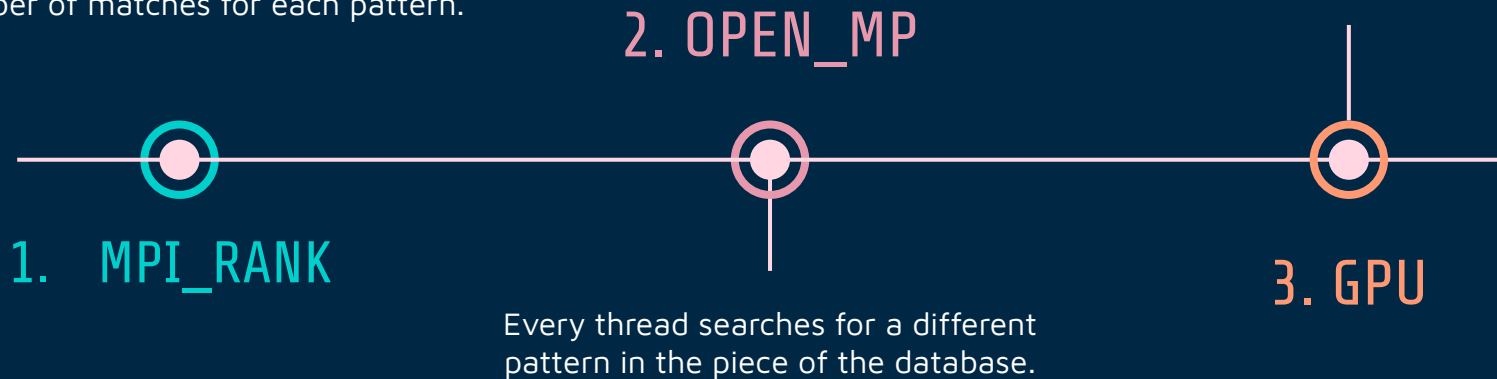 of matches for each pattern.
2. OPEN_MP
1. MPI_RANK
3. GPU
Every thread searches for a different
pattern in the piece of the database.